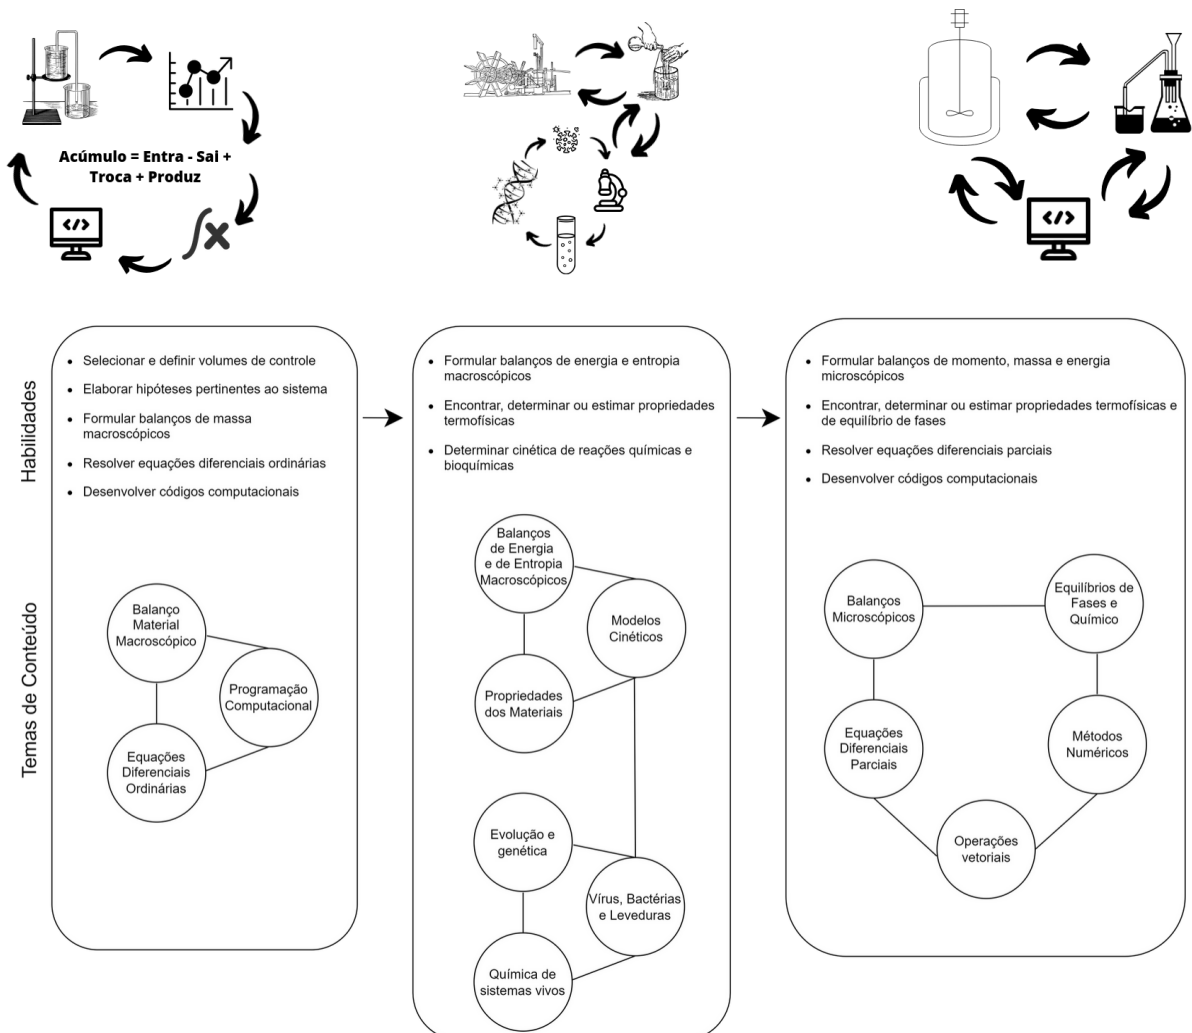 Acúmulo = Entra - Sai +
Troca + Produz
</>
</>
Habilidades
• Selecionar e definir volumes de controle
• Elaborar hipóteses pertinentes ao sistema
• Formular balanços de massa
macroscópicos
• Resolver equações diferenciais ordinárias
• Desenvolver códigos computacionais
• Formular balanços de energia e entropia
macroscópicos
• Encontrar, determinar ou estimar propriedades
termofísicas
• Determinar cinética de reações químicas e
bioquímicas
• Formular balanços de momento, massa e energia
microscópicos
• Encontrar, determinar ou estimar propriedades termofísicas e
de equilíbrio de fases
• Resolver equações diferenciais parciais
• Desenvolver códigos computacionais
Temas de Conteúdo
Balanço
Material
Macroscópico
Programação
Computacional
Equações
Diferenciais
Ordinárias
Balanços
de Energia
e de Entropia
Macroscópicos
Modelos
Cinéticos
Propriedades
dos Materiais
Evolução e
genética
Vírus, Bactérias
e Leveduras
Química de
sistemas vivos
Balanços
Microscópicos
Equilíbrios de
Fases e
Químico
Equações
Diferenciais
Parciais
Métodos
Numéricos
Operações
vetoriais